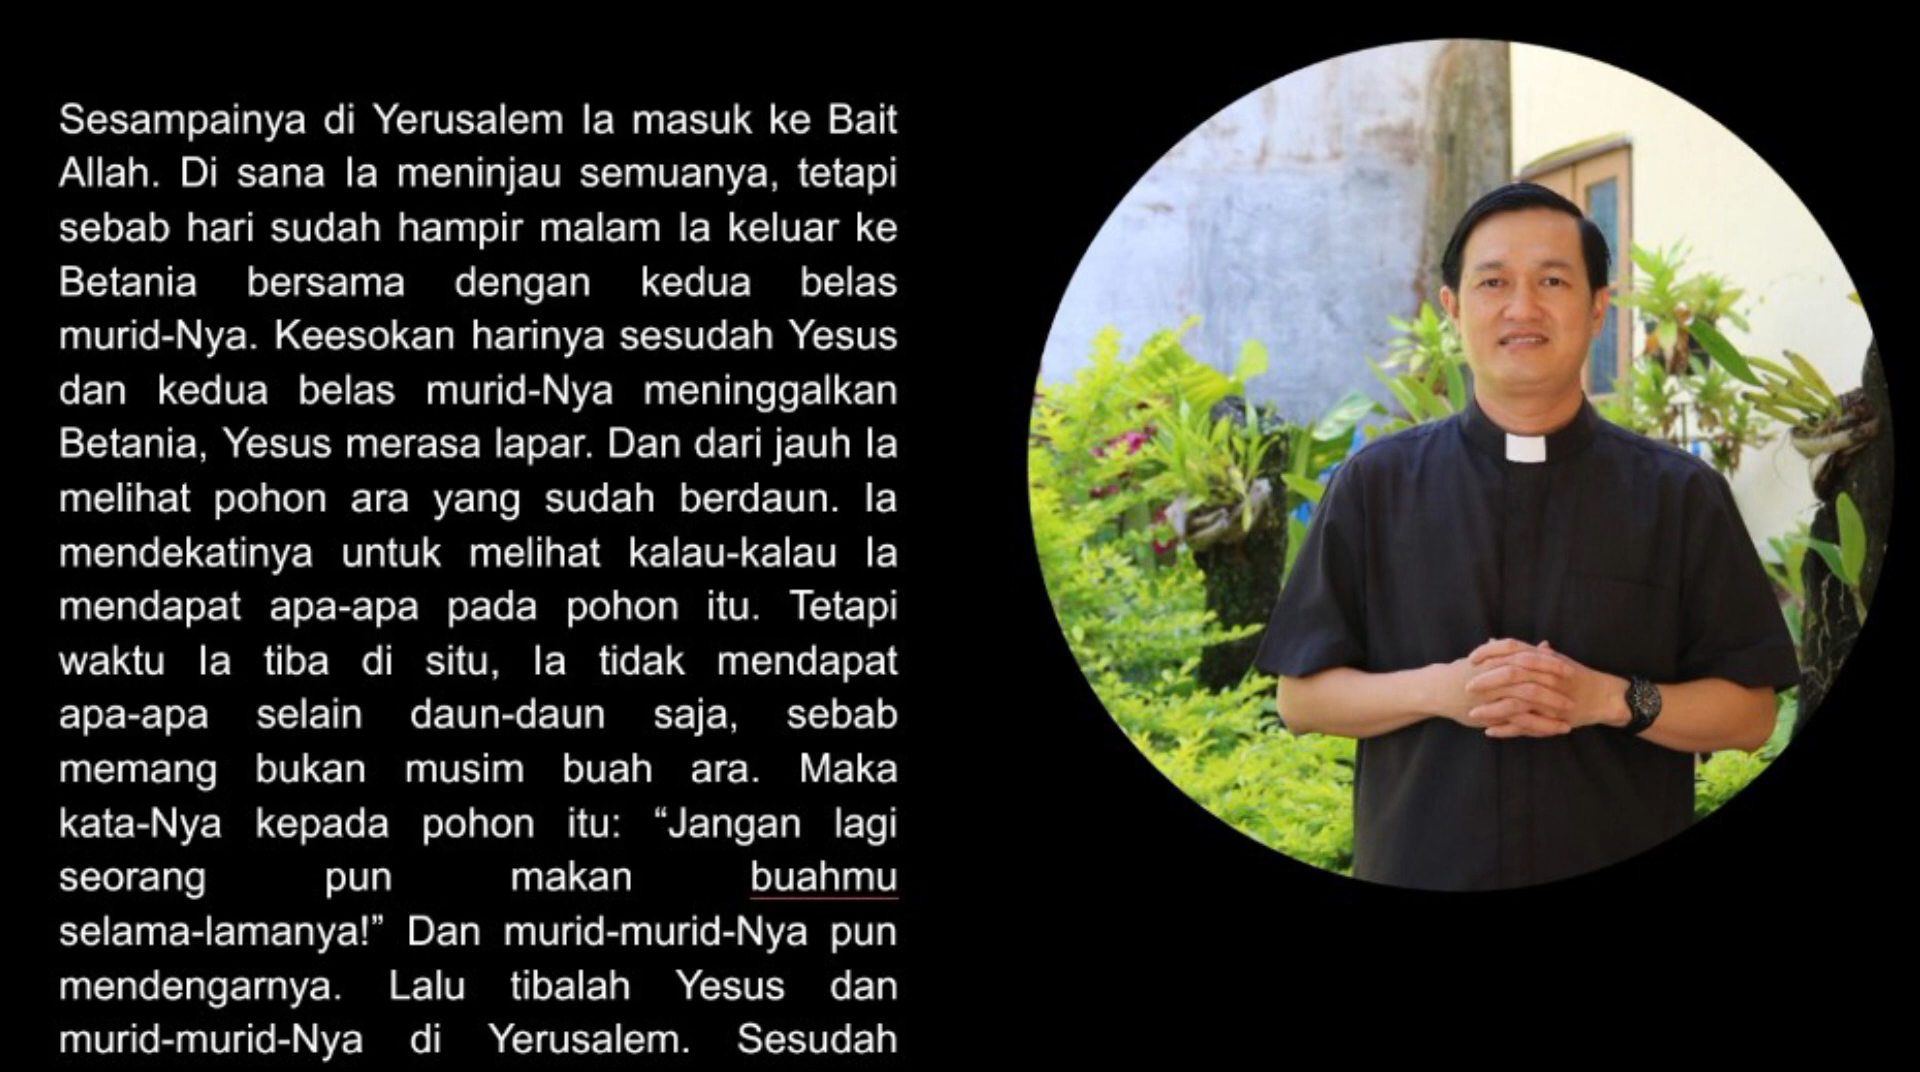 Sesampainya di Yerusalem Ia masuk ke Bait
Allah. Di sana Ia meninjau semuanya, tetapi
sebab hari sudah hampir malam Ia keluar ke
Betania bersama dengan kedua belas
murid-Nya. Keesokan harinya sesudah Yesus
dan kedua belas murid-Nya meninggalkan
Betania, Yesus merasa lapar. Dan dari jauh Ia
melihat pohon ara yang sudah berdaun. Ia
mendekatinya untuk melihat kalau-kalau Ia
mendapat apa-apa pada pohon itu. Tetapi
waktu Ia tiba di situ, Ia tidak mendapat
apa-apa selain daun-daun saja, sebab
memang bukan musim buah ara. Maka
kata-Nya kepada pohon itu: “Jangan lagi
seorang pun makan buahmu
selama-lamanya!” Dan murid-murid-Nya pun
mendengarnya. Lalu tibalah Yesus dan
murid-murid-Nya di Yerusalem. Sesudah